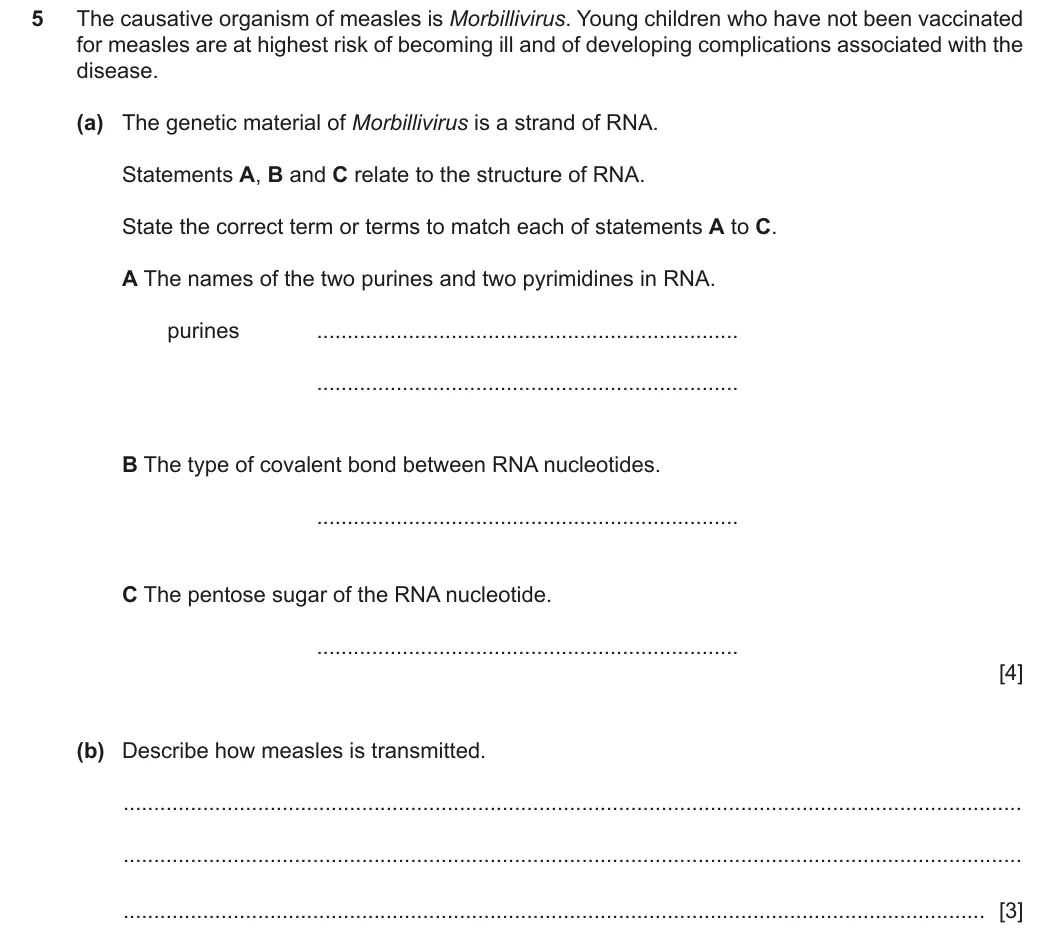 5 The causative organism of measles is Morbillivirus. Young children who have not been vaccinated
for measles are at highest risk of becoming ill and of developing complications associated with the
disease.
(a) The genetic material of Morbillivirus is a strand of RNA.
Statements A, B and C relate to the structure of RNA.
State the correct term or terms to match each of statements A to C.
A The names of the two purines and two pyrimidines in RNA.
purines ......................................................................
......................................................................
B The type of covalent bond between RNA nucleotides.
......................................................................
C The pentose sugar of the RNA nucleotide.
......................................................................
[4]
(b) Describe how measles is transmitted.
...................................................................................................................................................
...................................................................................................................................................
............................................................................................................................................. [3]